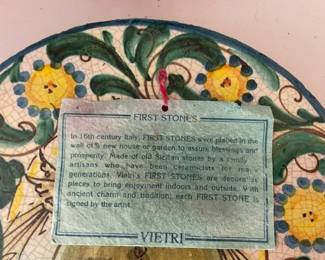 FIRST STONES
In 16th century Italy, FIRST STONES were placed in the
wall of a new house or garden to assure blessings and
prosperity. Made of old Sicilian stones by a family
artisans who have been ceramicists for many
generations. Vietri's FIRST STONES are decorative
pieces to bring enjoyment indoors and outside. With
ancient charm and tradition, each FIRST STONE is
signed by the artist.
VIETRI